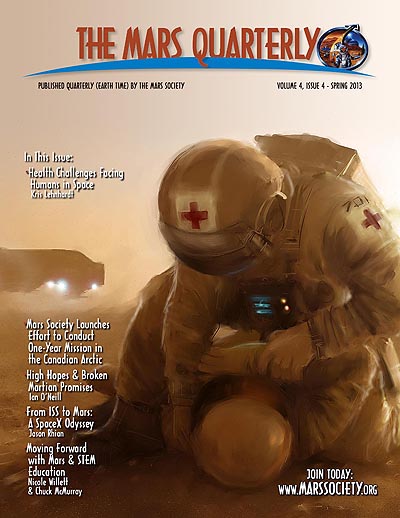 THE MARS QUARTERLY
PUBLISHED QUARTERLY (EARTH TIME) BY THE MARS SOCIETY
VOLUME 4, ISSUE 4 - SPRING 2013
In This Issue:
Health Challenges Facing
Humans in Space
Kris Lehnhardt
Mars Society Launches
Effort to Conduct
One-Year Mission in
the Canadian Arctic
High Hopes & Broken
Martian Promises
Ian O'Neill
From ISS to Mars:
A SpaceX Odyssey
Jason Rhian
Moving Forward
with Mars & STEM
Education
Nicole Willett
& Chuck McMurray
JOIN TODAY:
WWW.MARSSOCIETY.ORG